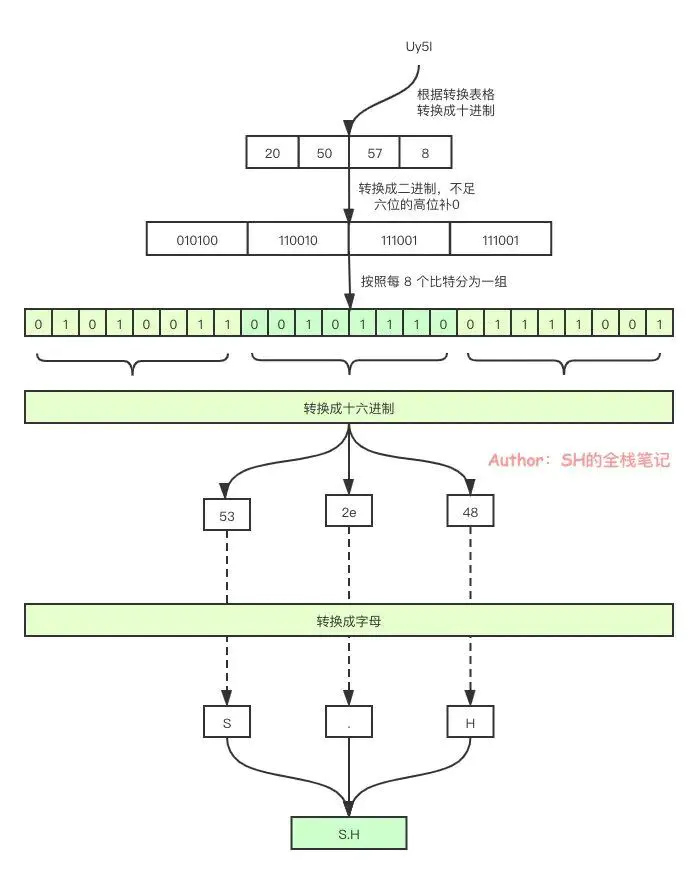 Uy5I
根据转换表格
转换成十进制
20 50 57 8
转换成二进制，不足
六位的高位补0
010100 110010 111001 111001
按照每 8 个比特分为一组
0 1 0 1 0 0 1 1 0 0 1 0 1 1 1 0 0 1 1 1 1 0 0 1
转换成十六进制
Author：SH的全栈笔记
53 2e 48
转换成字母
S . H
S.H